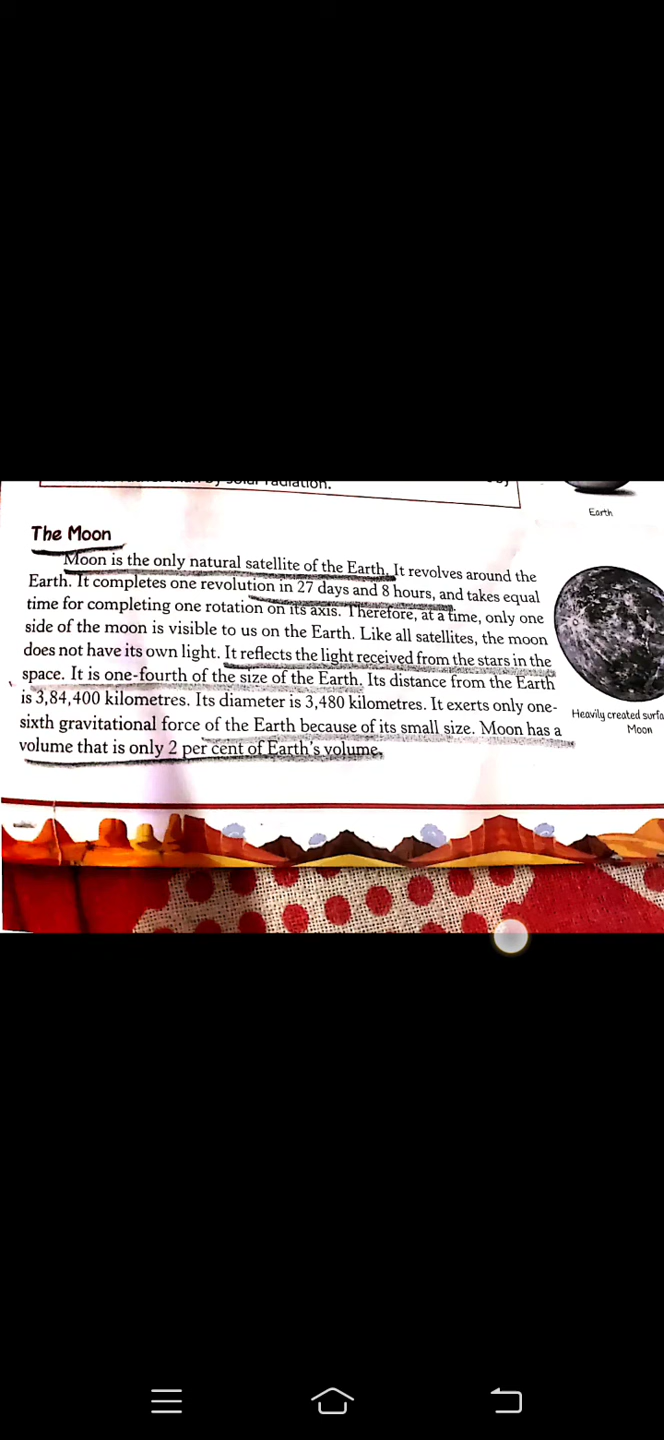 solar radiation.
Earth
The Moon
Moon is the only natural satellite of the Earth. It revolves around the
Earth. It completes one revolution in 27 days and 8 hours, and takes equal
time for completing one rotation on its axis. Therefore, at a time, only one
side of the moon is visible to us on the Earth. Like all satellites, the moon
does not have its own light. It reflects the light received from the stars in the
space. It is one-fourth of the size of the Earth. Its distance from the Earth
is 3,84,400 kilometres. Its diameter is 3,480 kilometres. It exerts only one-
sixth gravitational force of the Earth because of its small size. Moon has a
volume that is only 2 per cent of Earth's volume.
Heavily created surfa
Moon